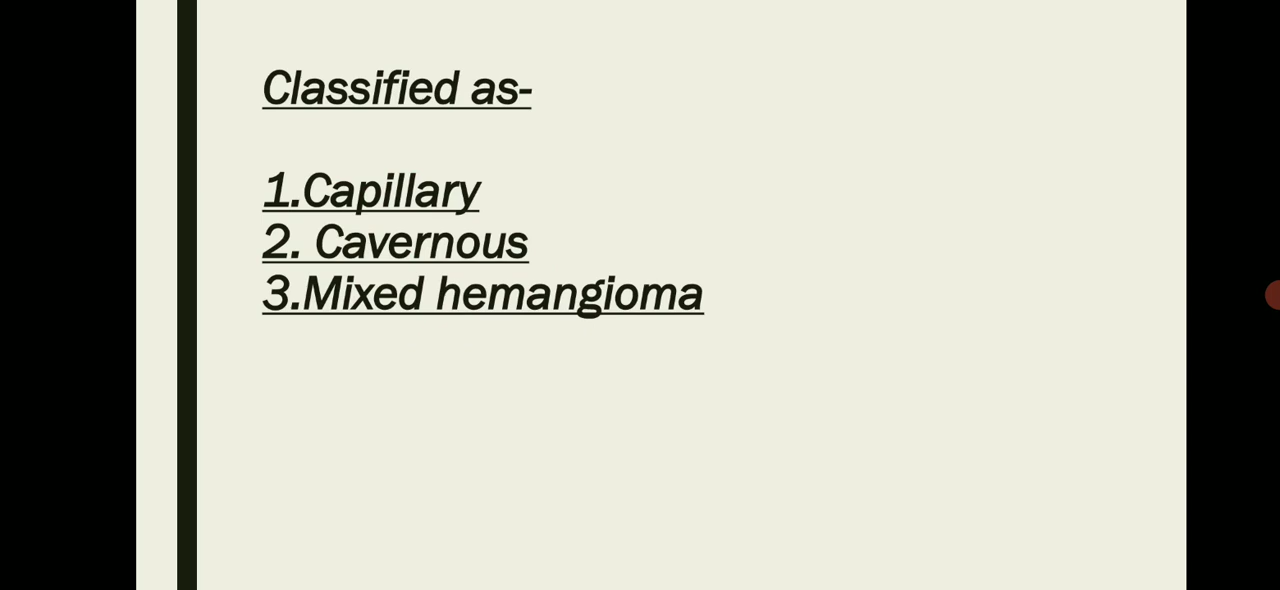 Classified as-
1.Capillary
2. Cavernous
3.Mixed hemangioma